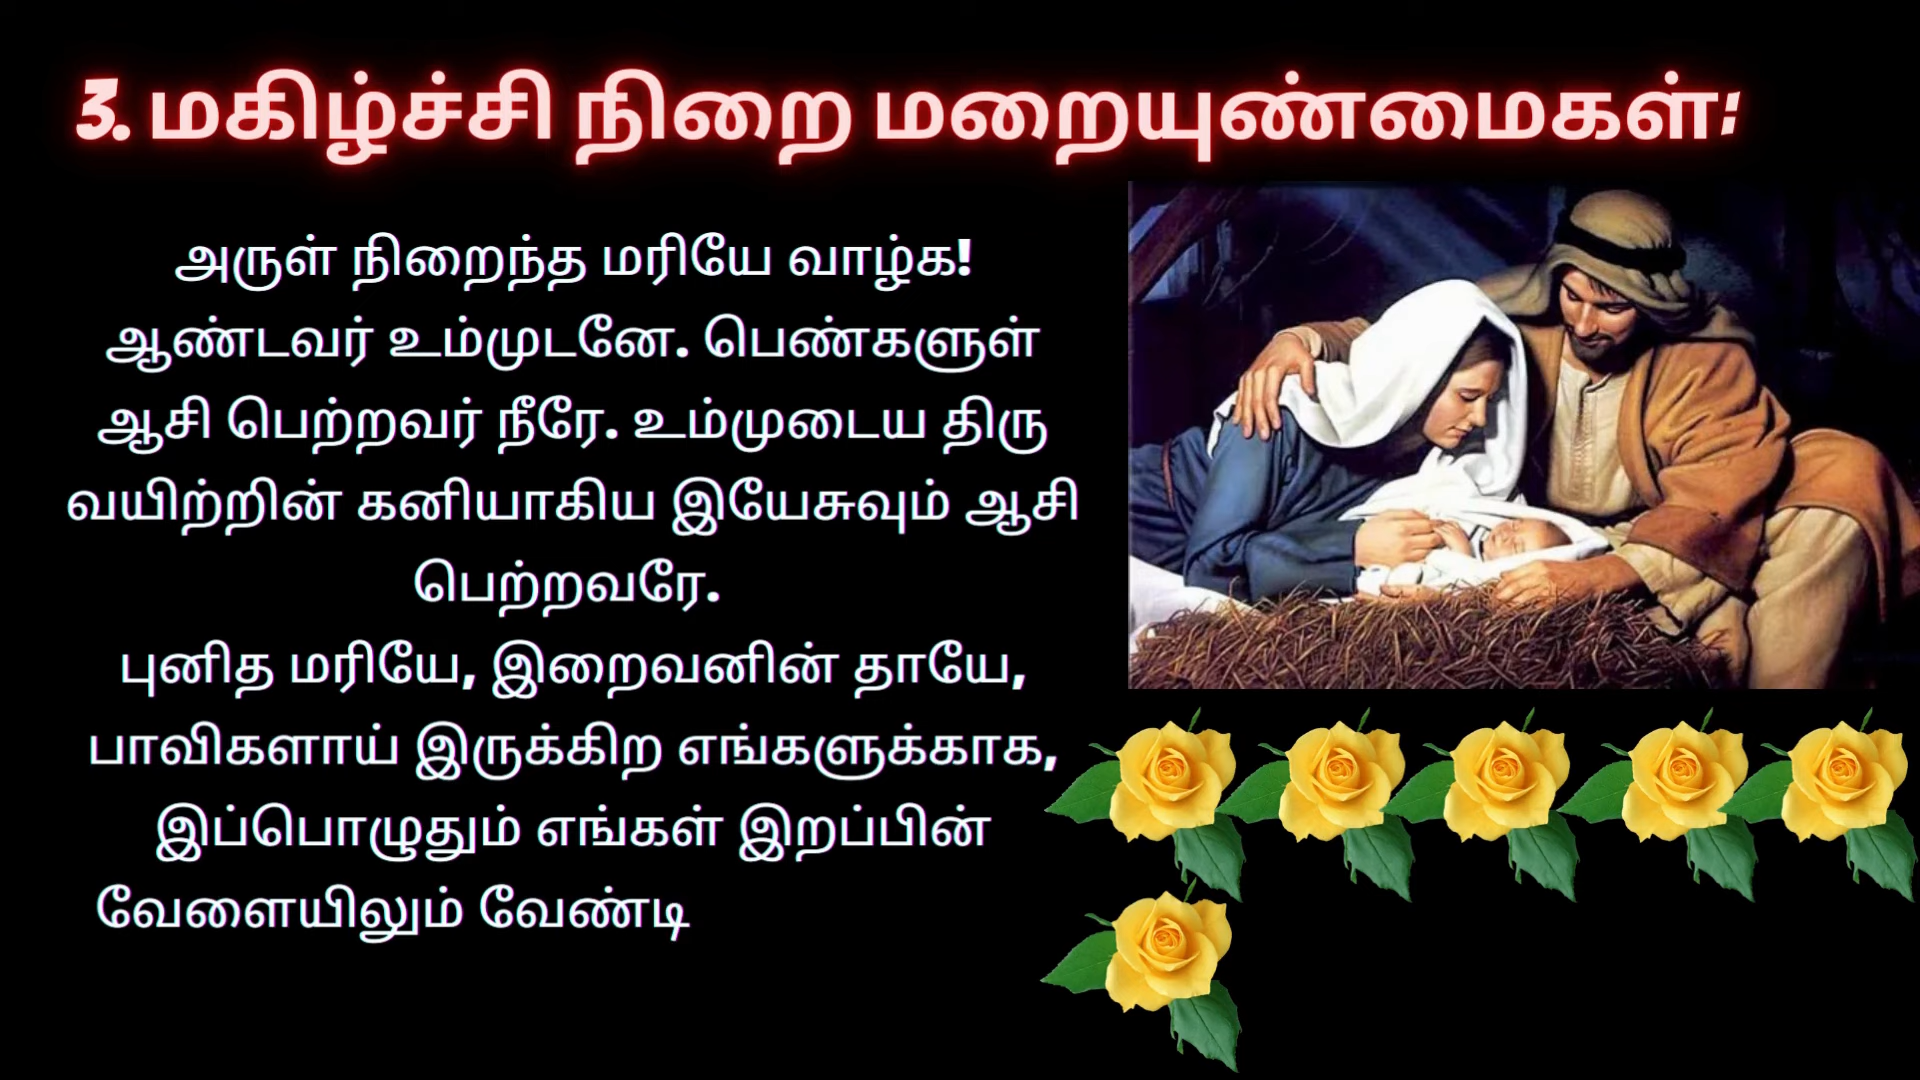 3. மகிழ்ச்சி நிறை மறையுண்மைகள்:
அருள் நிறைந்த மரியே வாழ்க!
ஆண்டவர் உம்முடனே. பெண்களுள்
ஆசி பெற்றவர் நீரே. உம்முடைய திரு
வயிற்றின் கனியாகிய இயேசுவும் ஆசி
பெற்றவரே.
புனித மரியே, இறைவனின் தாயே,
பாவிகளாய் இருக்கிற எங்களுக்காக,
இப்பொழுதும் எங்கள் இறப்பின்
வேளையிலும் வேண்டி